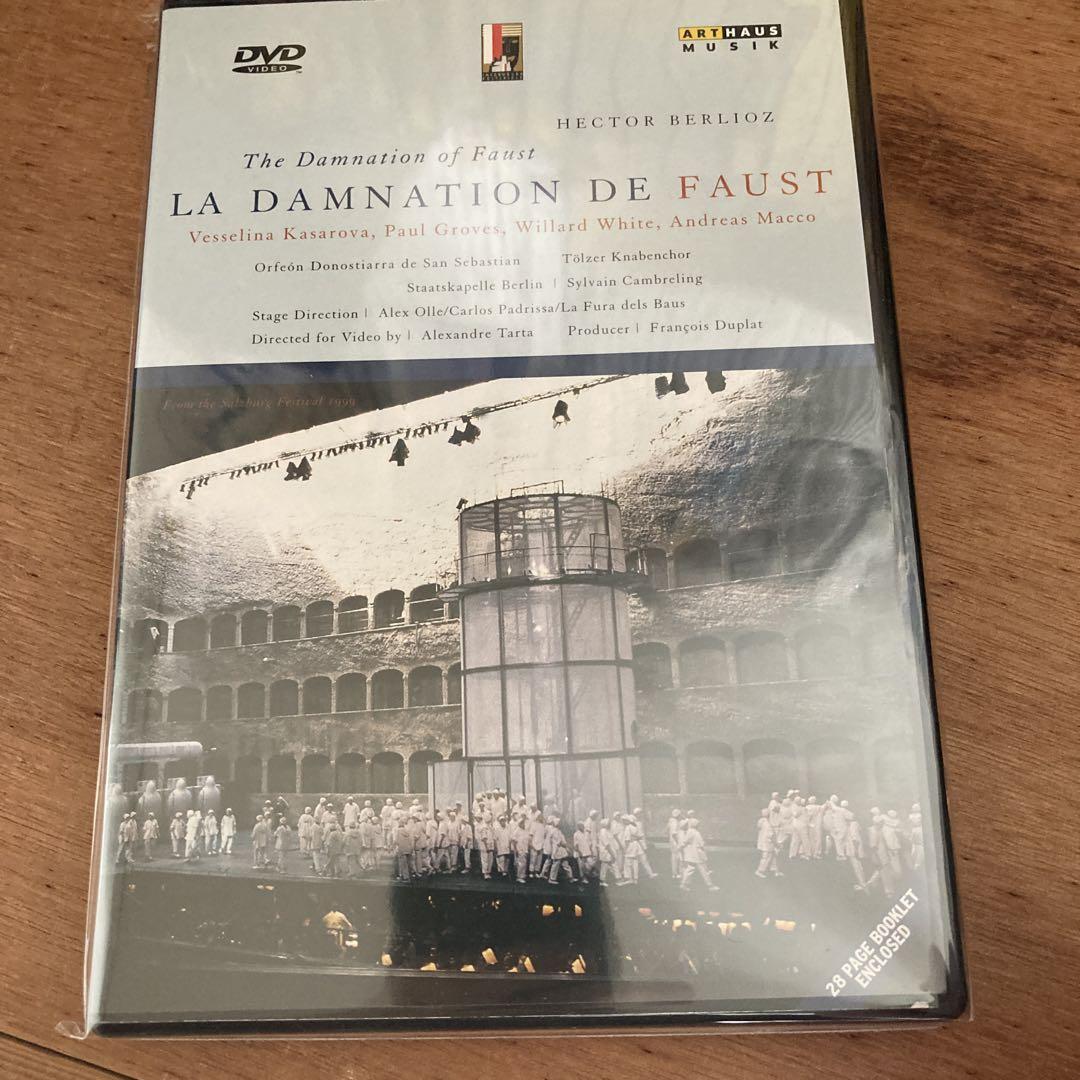 DVD
VIDEO
ARTHAUS
MUSIK
HECTOR BERLIOZ
The Damnation of Faust
LA DAMNATION DE FAUST
Vesselina Kasarova, Paul Groves, Willard White, Andreas Macco
Orfeón Donostiarra de San Sebastian Tölzer Knabenchor
Staatskapelle Berlin | Sylvain Cambreling
Stage Direction | Alex Olle/Carlos Padrissa/La Fura dels Baus
Directed for Video by | Alexandre Tarta Producer | François Duplat
From the Salzburg Festival 1999
28 PAGE BOOKLET
ENCLOSED